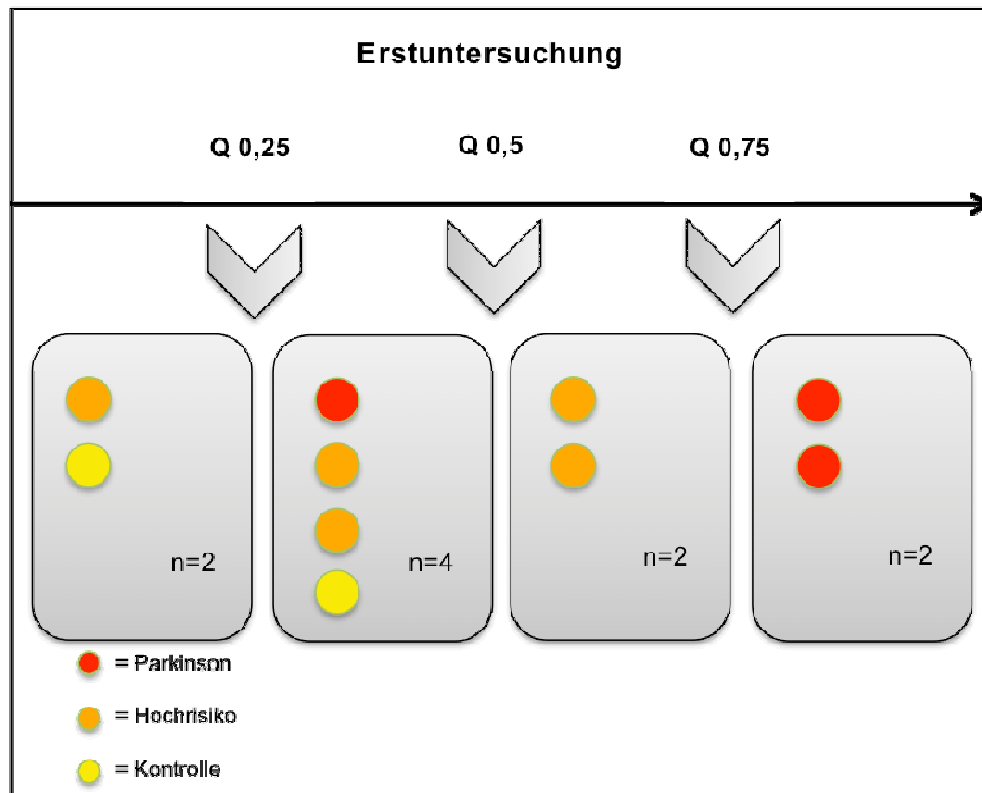 Erstuntersuchung
Q 0,25 Q 0,5 Q 0,75
n=2 n=4 n=2 n=2
= Parkinson
= Hochrisiko
= Kontrolle